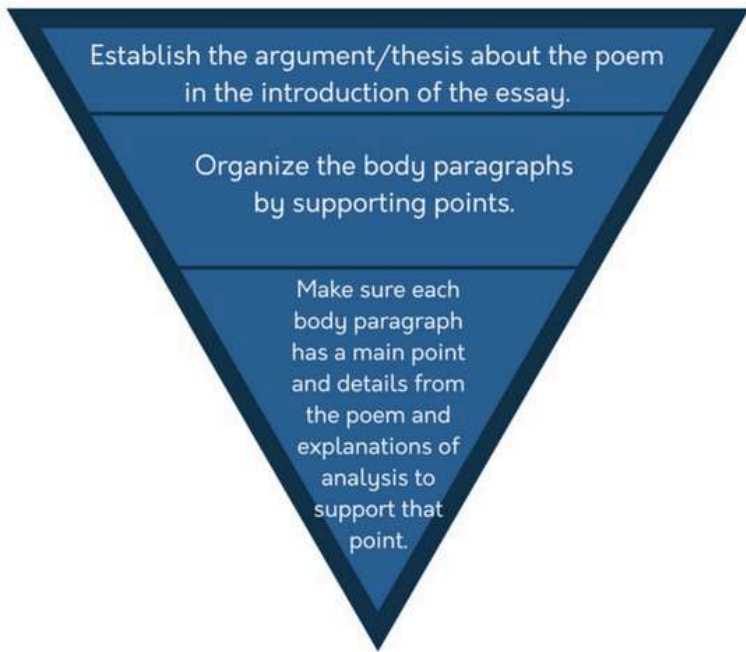 Establish the argument/thesis about the poem
in the introduction of the essay.
Organize the body paragraphs
by supporting points.
Make sure each
body paragraph
has a main point
and details from
the poem and
explanations of
analysis to
support that
point.